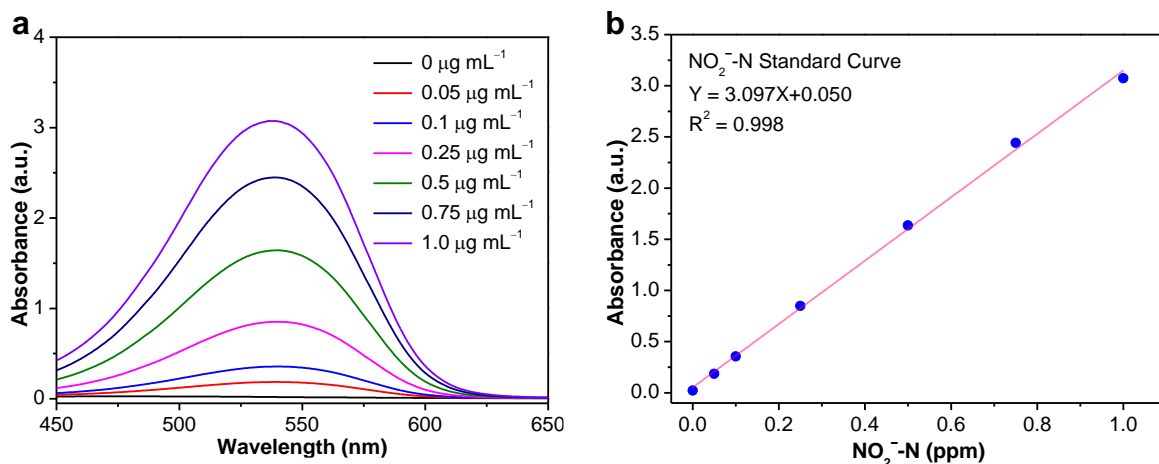 a
4
3
2
1
0
Absorbance (a.u.)
450
500
550
600
650
Wavelength (nm)
0 μg mL⁻¹
0.05 μg mL⁻¹
0.1 μg mL⁻¹
0.25 μg mL⁻¹
0.5 μg mL⁻¹
0.75 μg mL⁻¹
1.0 μg mL⁻¹
b
3.5
3.0
2.5
2.0
1.5
1.0
0.5
0.0
Absorbance (a.u.)
NO₂⁻-N Standard Curve
Y = 3.097X+0.050
R² = 0.998
0.0
0.2
0.4
0.6
0.8
1.0
NO₂⁻-N (ppm)